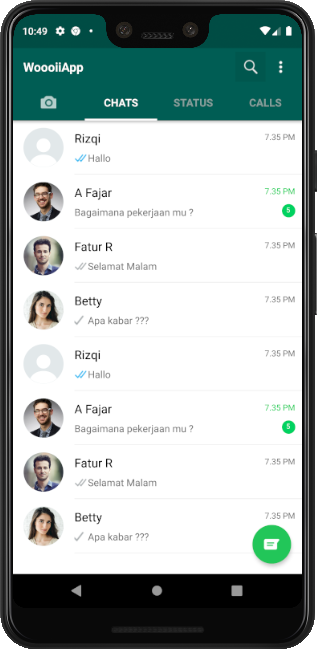 10:49
WoooiiApp
CHATS STATUS CALLS
Rizqi 7.35 PM
Hallo
A Fajar 7.35 PM
Bagaimana pekerjaan mu ? 5
Fatur R 7.35 PM
Selamat Malam
Betty 7.35 PM
Apa kabar ???
Rizqi 7.35 PM
Hallo
A Fajar 7.35 PM
Bagaimana pekerjaan mu ? 5
Fatur R 7.35 PM
Selamat Malam
Betty 7.35 PM
Apa kabar ???